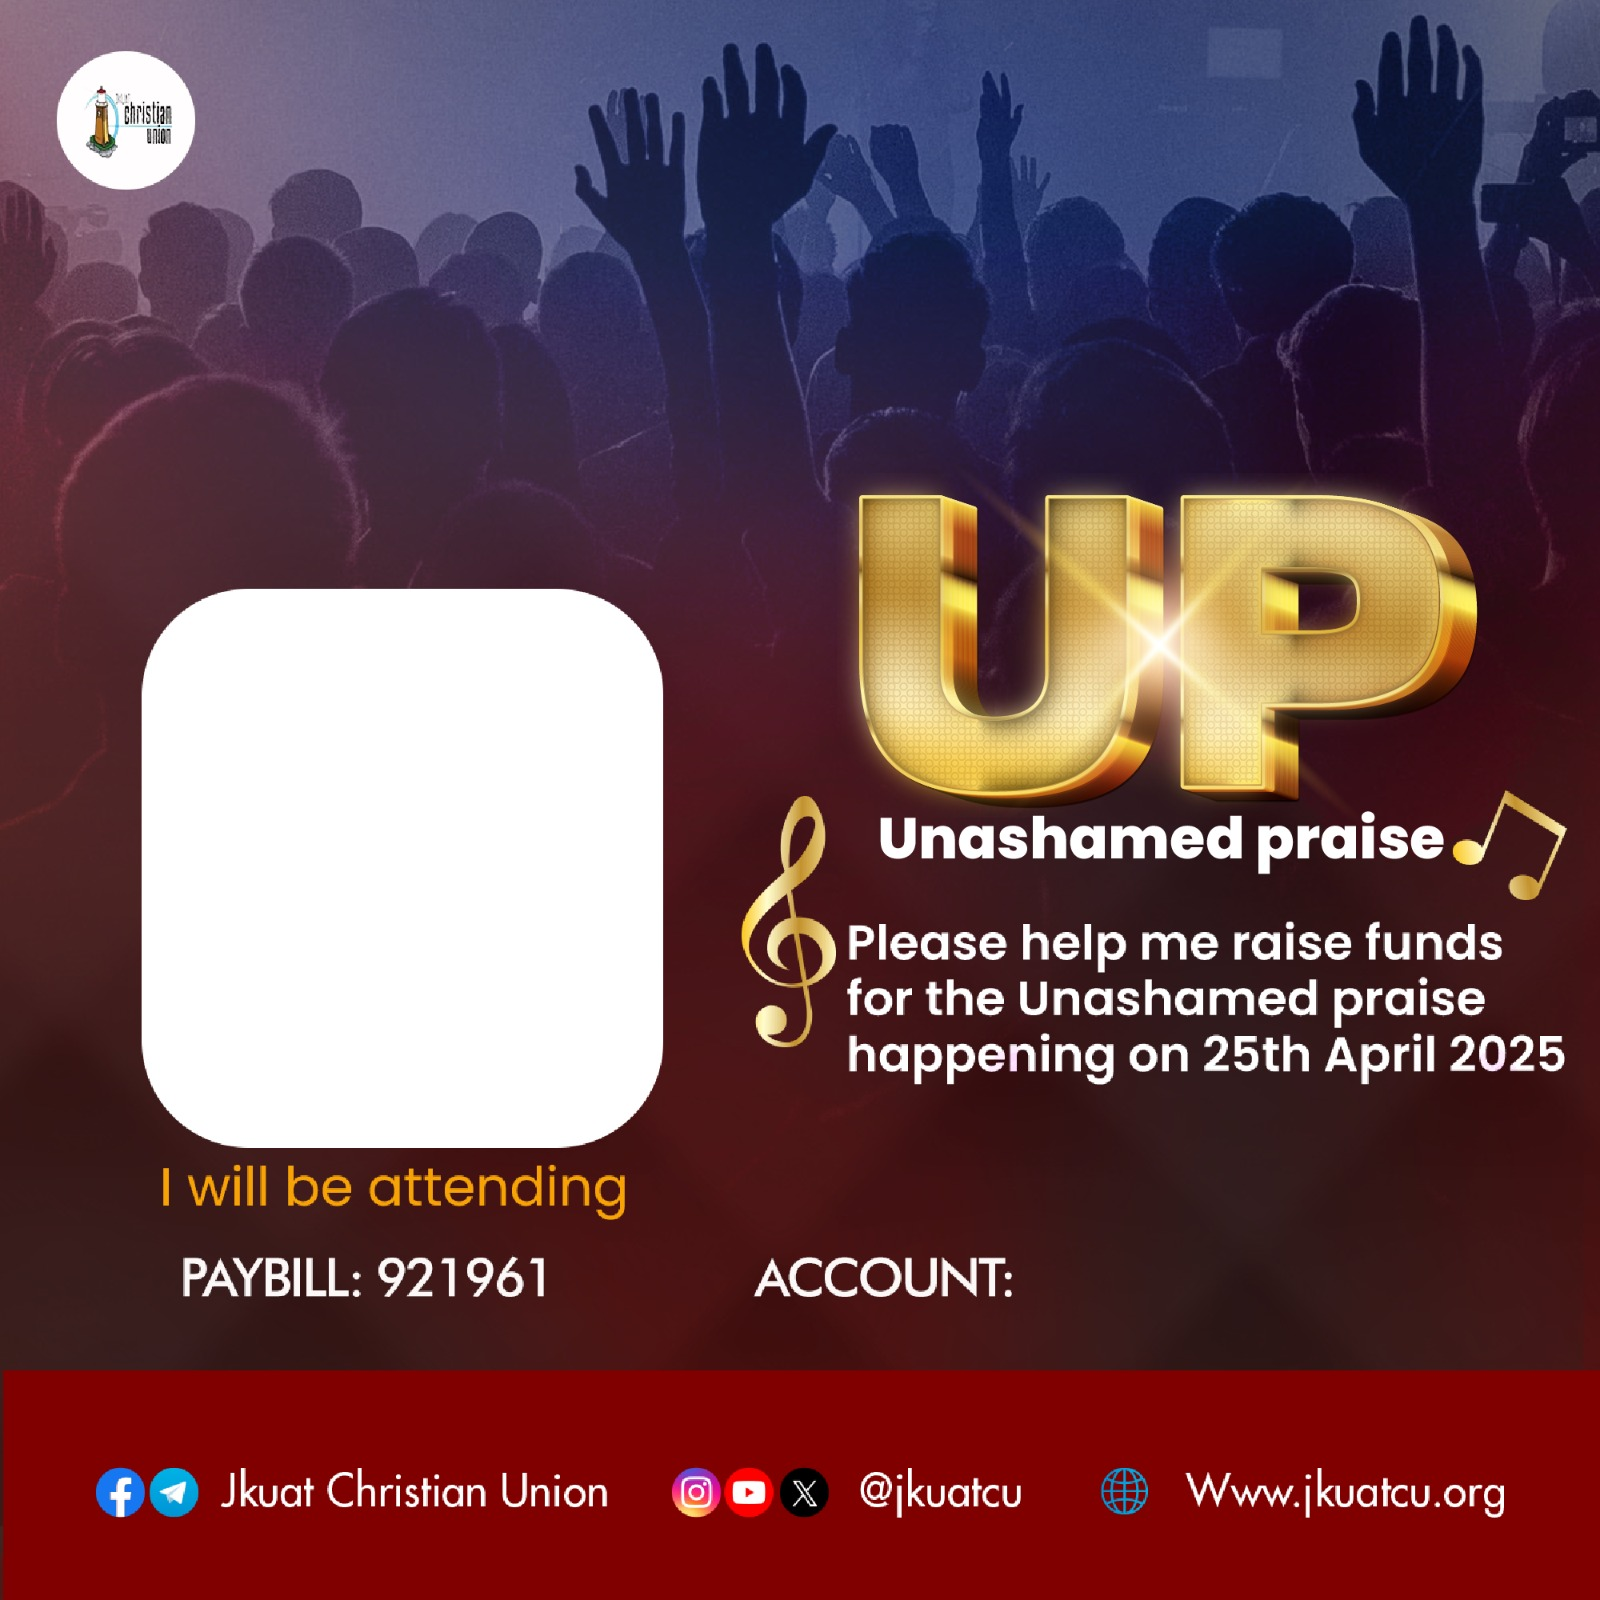 christian
union
UP
Unashamed praise
Please help me raise funds
for the Unashamed praise
happening on 25th April 2025
I will be attending
PAYBILL: 921961
ACCOUNT:
Jkuat Christian Union
@jkuatcu
Www.jkuatcu.org